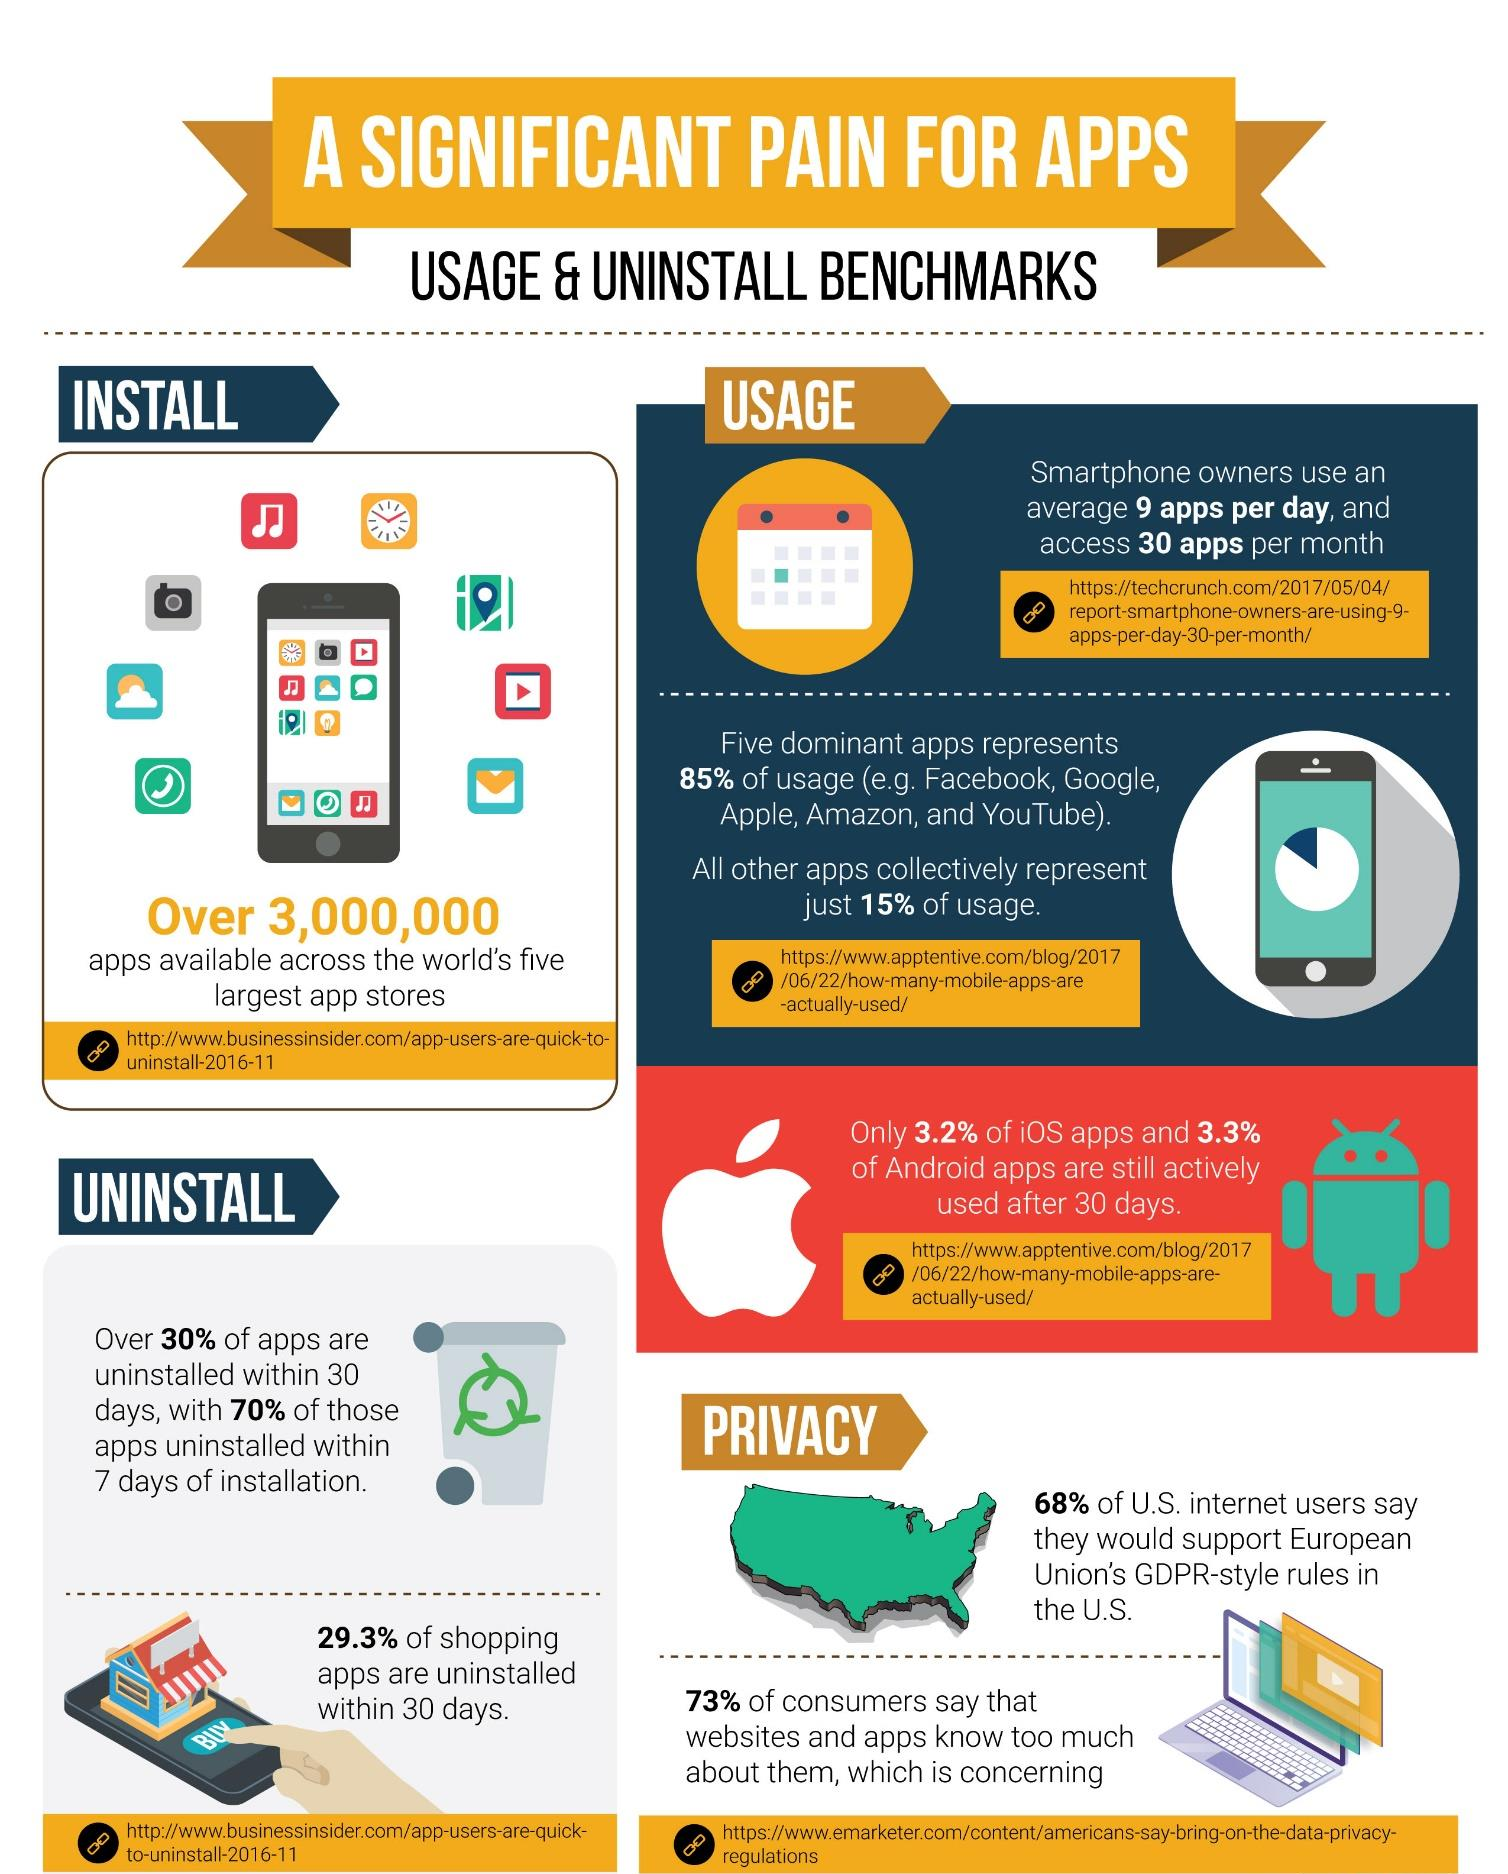 A SIGNIFICANT PAIN FOR APPS
USAGE & UNINSTALL BENCHMARKS
INSTALL
Over 3,000,000
apps available across the world's five
largest app stores
http://www.businessinsider.com/app-users-are-quick-to-
uninstall-2016-11
USAGE
Smartphone owners use an
average 9 apps per day, and
access 30 apps per month
https://techcrunch.com/2017/05/04/
report-smartphone-owners-are-using-9-
apps-per-day-30-per-month/
Five dominant apps represents
85% of usage (e.g. Facebook, Google,
Apple, Amazon, and YouTube).
All other apps collectively represent
just 15% of usage.
https://www.apptentive.com/blog/2017
/06/22/how-many-mobile-apps-are
-actually-used/
Only 3.2% of iOS apps and 3.3%
of Android apps are still actively
used after 30 days.
https://www.apptentive.com/blog/2017
/06/22/how-many-mobile-apps-are-
actually-used/
UNINSTALL
Over 30% of apps are
uninstalled within 30
days, with 70% of those
apps uninstalled within
7 days of installation.
29.3% of shopping
apps are uninstalled
within 30 days.
BUY
http://www.businessinsider.com/app-users-are-quick-
to-uninstall-2016-11
PRIVACY
68% of U.S. internet users say
they would support European
Union's GDPR-style rules in
the U.S.
73% of consumers say that
websites and apps know too much
about them, which is concerning
https://www.emarketer.com/content/americans-say-bring-on-the-data-privacy-
regulations